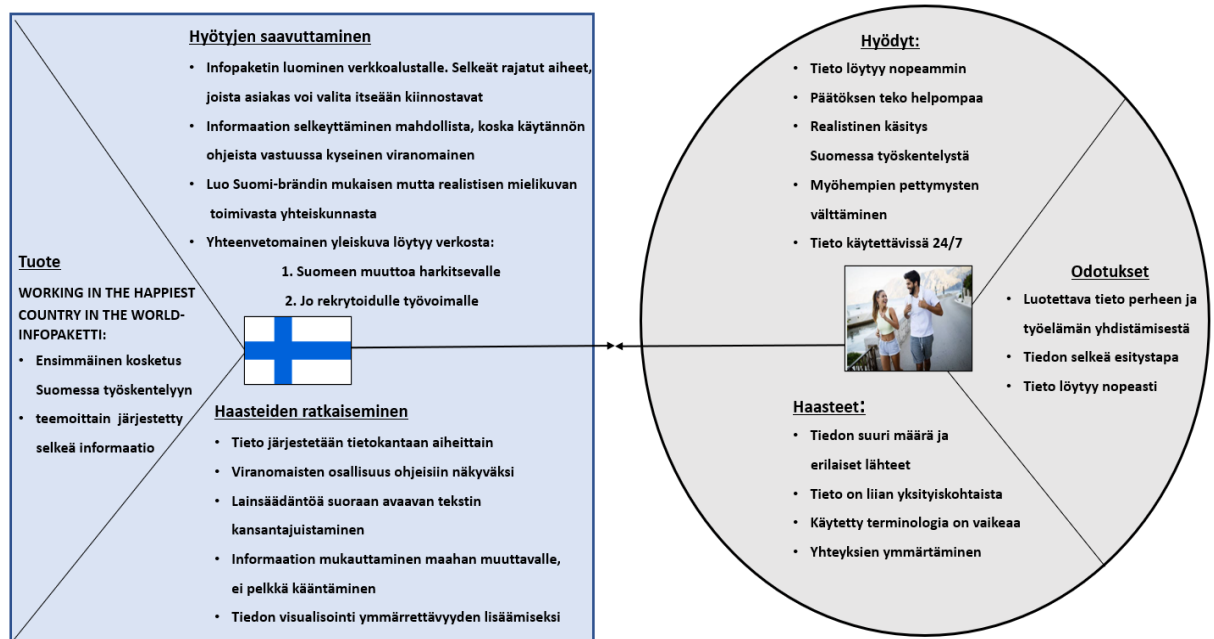 Hyötyjen saavuttaminen
• Infopaketin luominen verkkoalustalle. Selkeät rajatut aiheet,
joista asiakas voi valita itseään kiinnostavat
• Informaation selkeyttäminen mahdollista, koska käytännön
ohjeista vastuussa kyseinen viranomainen
• Luo Suomi-brändin mukaisen mutta realistisen mielikuvan
toimivasta yhteiskunnasta
• Yhteenvetomainen yleiskuva löytyy verkosta:
1. Suomeen muuttoa harkitsevalle
2. Jo rekrytoidulle työvoimalle
Tuote
WORKING IN THE HAPPIEST
COUNTRY IN THE WORLD-
INFOPAKETTI:
• Ensimmäinen kosketus
Suomessa työskentelyyn
• teemoittain järjestetty
selkeä informaatio
Haasteiden ratkaiseminen
• Tieto järjestetään tietokantaan aiheittain
• Viranomaisten osallisuus ohjeisiin näkyväksi
• Lainsäädäntöä suoraan avaavan tekstin
kansantajuistaminen
• Informaation mukauttaminen maahan muuttavalle,
ei pelkkä kääntäminen
• Tiedon visualisointi ymmärrettävyyden lisäämiseksi
Hyödyt:
• Tieto löytyy nopeammin
• Päätöksen teko helpompaa
• Realistinen käsitys
Suomessa työskentelystä
• Myöhempien pettymysten
välttäminen
• Tieto käytettävissä 24/7
Odotukset
• Luotettava tieto perheen ja
työelämän yhdistämisestä
• Tiedon selkeä esitystapa
• Tieto löytyy nopeasti
Haasteet:
• Tiedon suuri määrä ja
erilaiset lähteet
• Tieto on liian yksityiskohtaista
• Käytetty terminologia on vaikeaa
• Yhteyksien ymmärtäminen